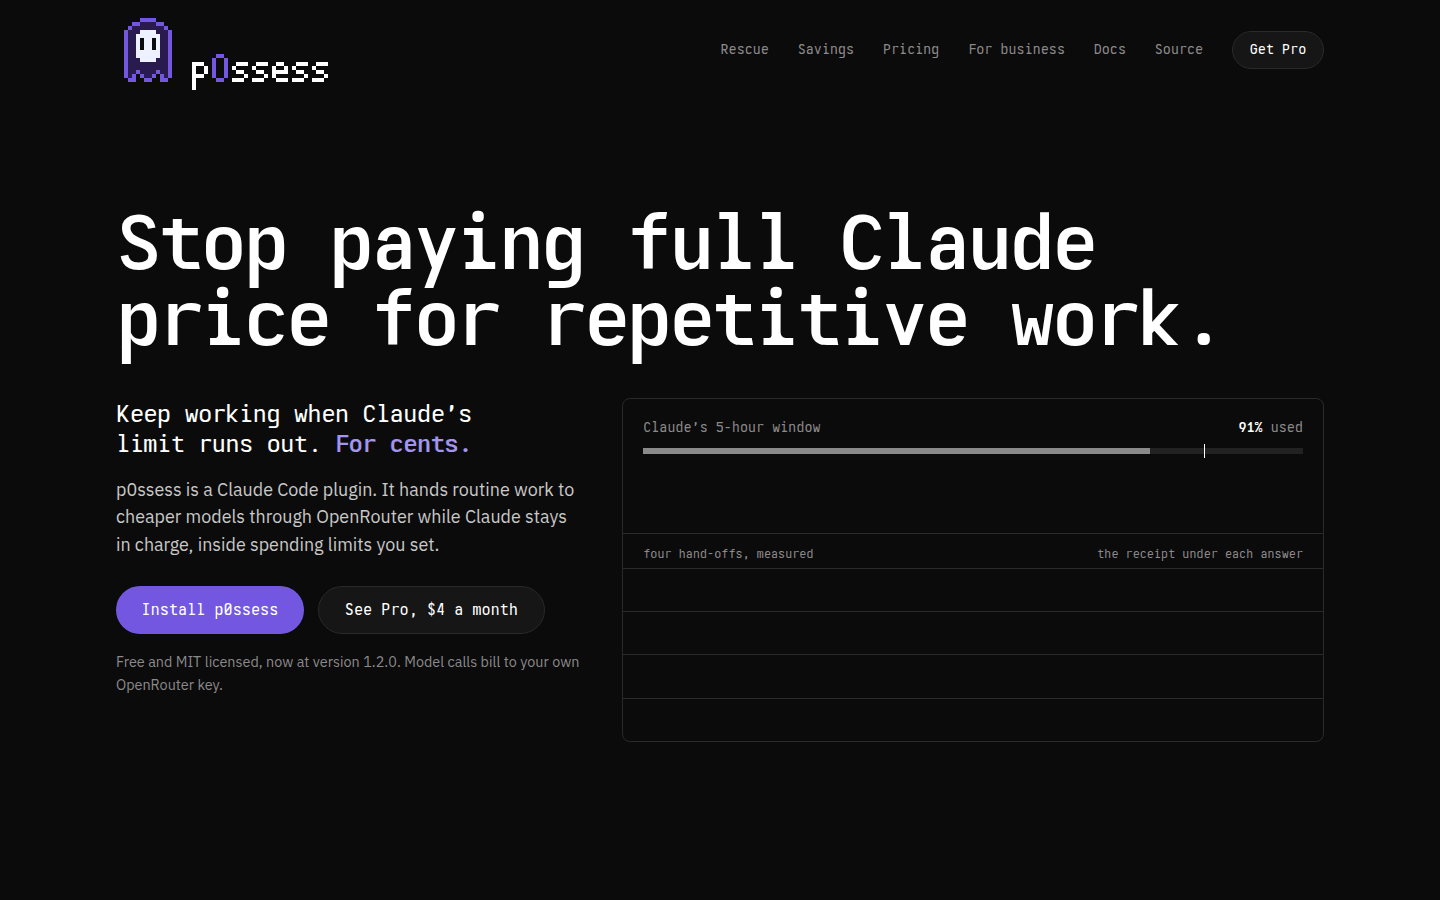 p0ssess
Rescue Savings Pricing For business Docs Source Get Pro
Stop paying full Claude
price for repetitive work.
Keep working when Claude’s
limit runs out. For cents.
p0ssess is a Claude Code plugin. It hands routine work to
cheaper models through OpenRouter while Claude stays
in charge, inside spending limits you set.
Install p0ssess
See Pro, $4 a month
Free and MIT licensed, now at version 1.2.0. Model calls bill to your own
OpenRouter key.
Claude’s 5-hour window
91% used
four hand-offs, measured
the receipt under each answer